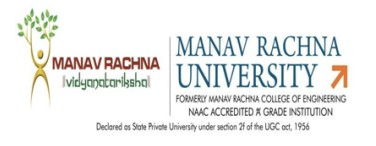 MANAV RACHNA
vidyanatariksha
MANAV RACHNA
UNIVERSITY
FORMERLY MANAV RACHNA COLLEGE OF ENGINEERING
NAAC ACCREDITED 'A' GRADE INSTITUTION
Declared as State Private University under section 2f of the UGC act, 1956